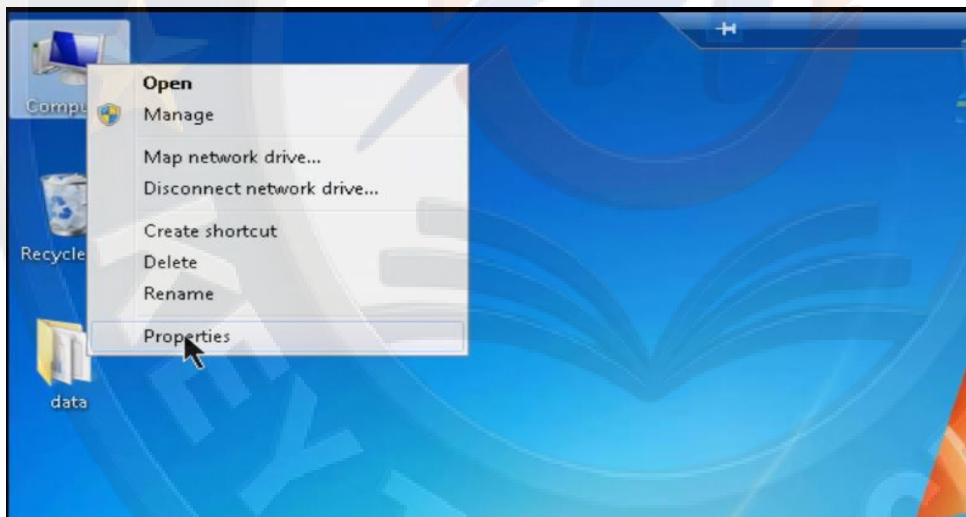 Open
Manage
Map network drive...
Disconnect network drive...
Create shortcut
Delete
Rename
Properties
Recycle
data